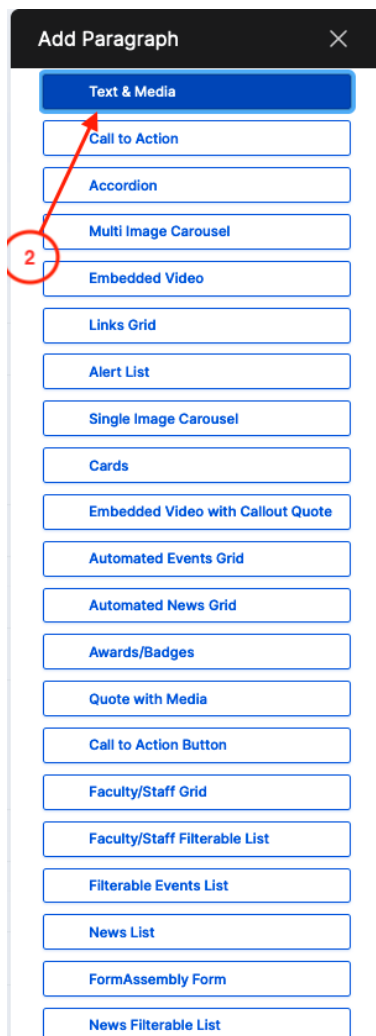 Add Paragraph
Text & Media
Call to Action
Accordion
Multi Image Carousel
2
Embedded Video
Links Grid
Alert List
Single Image Carousel
Cards
Embedded Video with Callout Quote
Automated Events Grid
Automated News Grid
Awards/Badges
Quote with Media
Call to Action Button
Faculty/Staff Grid
Faculty/Staff Filterable List
Filterable Events List
News List
FormAssembly Form
News Filterable List